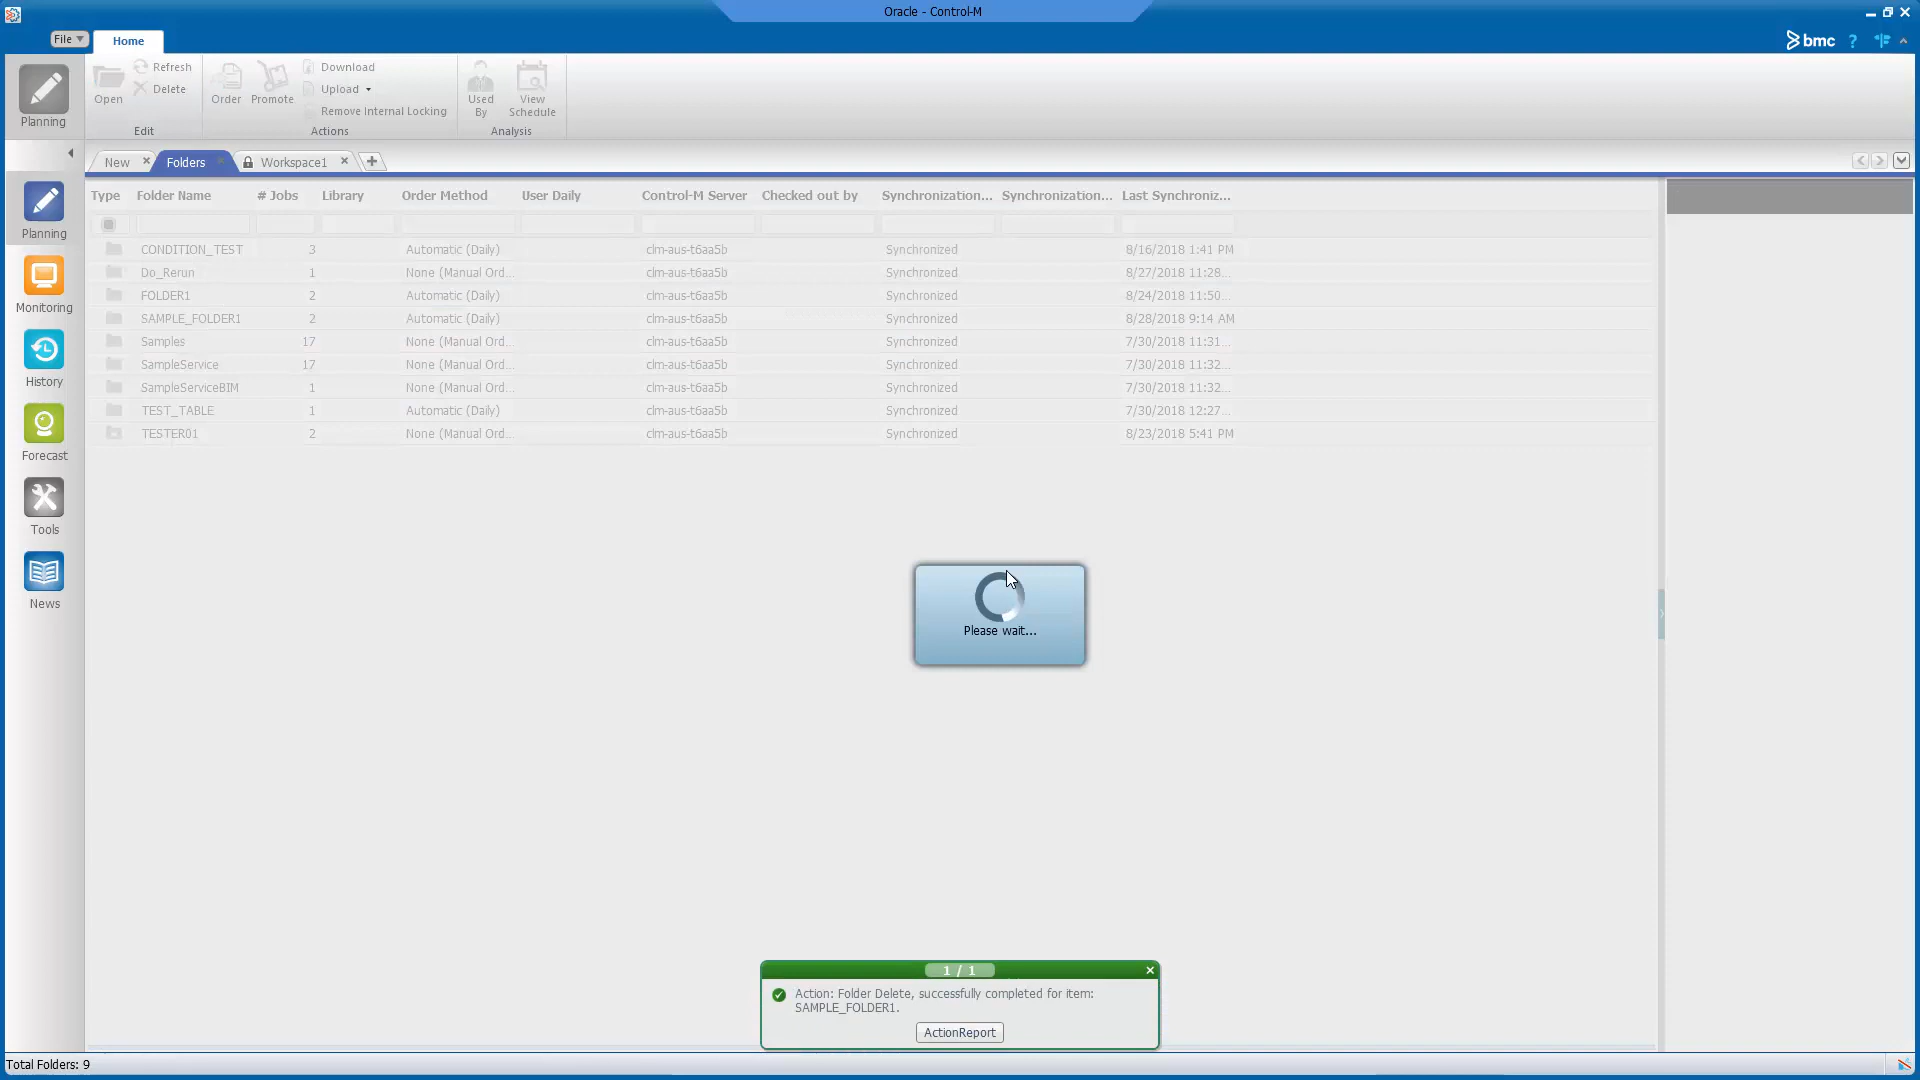 Oracle - Control-M
File
Home
bmc
?
Planning
Open
Refresh
Delete
Edit
Order
Promote
Download
Upload
Remove Internal Locking
Actions
Used By
View Schedule
Analysis
New
Folders
Workspace1
Planning
Monitoring
History
Forecast
Tools
News
Type Folder Name # Jobs Library Order Method User Daily Control-M Server Checked out by Synchronization... Synchronization... Last Synchroniz...
CONDITION_TEST 3 Automatic (Daily) clm-aus-t6aa5b Synchronized 8/16/2018 1:41 PM
Do_Rerun 1 None (Manual Ord... clm-aus-t6aa5b Synchronized 8/27/2018 11:28...
FOLDER1 2 Automatic (Daily) clm-aus-t6aa5b Synchronized 8/24/2018 11:50...
SAMPLE_FOLDER1 2 Automatic (Daily) clm-aus-t6aa5b Synchronized 8/28/2018 9:14 AM
Samples 17 None (Manual Ord... clm-aus-t6aa5b Synchronized 7/30/2018 11:31...
SampleService 17 None (Manual Ord... clm-aus-t6aa5b Synchronized 7/30/2018 11:32...
SampleServiceBIM 1 None (Manual Ord... clm-aus-t6aa5b Synchronized 7/30/2018 11:32...
TEST_TABLE 1 Automatic (Daily) clm-aus-t6aa5b Synchronized 7/30/2018 12:27...
TESTER01 2 None (Manual Ord... clm-aus-t6aa5b Synchronized 8/23/2018 5:41 PM
Please wait...
1 / 1
Action: Folder Delete, successfully completed for item:
SAMPLE_FOLDER1.
ActionReport
Total Folders: 9